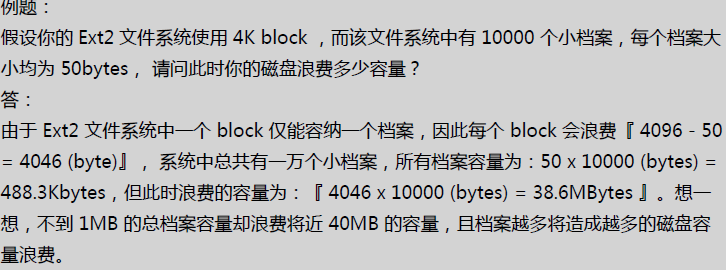 例题：
假设你的 Ext2 文件系统使用 4K block ，而该文件系统中有 10000 个小档案，每个档案大
小均为 50bytes， 请问此时你的磁盘浪费多少容量？
答：
由于 Ext2 文件系统中一个 block 仅能容纳一个档案，因此每个 block 会浪费『 4096 - 50
= 4046 (byte)』， 系统中总共有一万个小档案，所有档案容量为：50 x 10000 (bytes) =
488.3Kbytes，但此时浪费的容量为：『 4046 x 10000 (bytes) = 38.6MBytes 』。想一
想，不到 1MB 的总档案容量却浪费将近 40MB 的容量，且档案越多将造成越多的磁盘容
量浪费。